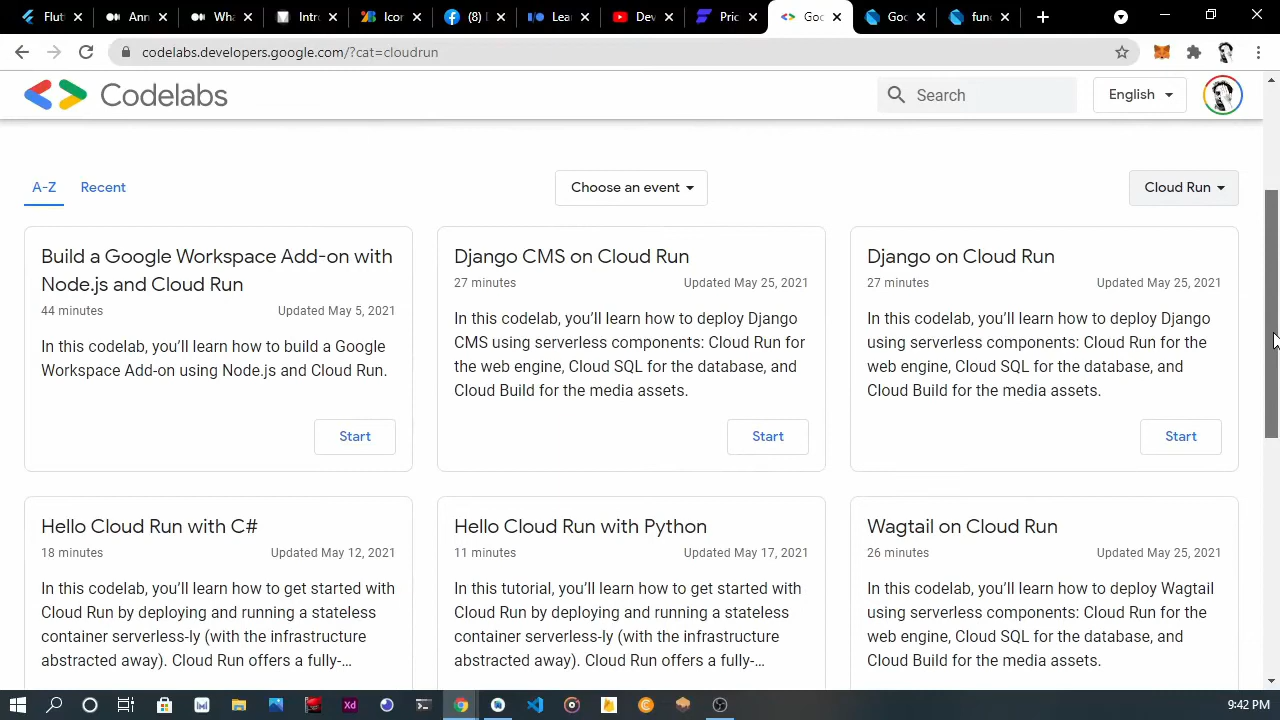 Flutt
Ann
Wha
Intro
Icor
(8)
Lear
Dev
Pric
Goo
Goo
func
codelabs.developers.google.com/?cat=cloudrun
Codelabs
Search
English
A-Z
Recent
Choose an event
Cloud Run
Build a Google Workspace Add-on with
Node.js and Cloud Run
44 minutes
Updated May 5, 2021
In this codelab, you’ll learn how to build a Google
Workspace Add-on using Node.js and Cloud Run.
Start
Django CMS on Cloud Run
27 minutes
Updated May 25, 2021
In this codelab, you’ll learn how to deploy Django
CMS using serverless components: Cloud Run for
the web engine, Cloud SQL for the database, and
Cloud Build for the media assets.
Start
Django on Cloud Run
27 minutes
Updated May 25, 2021
In this codelab, you’ll learn how to deploy Django
using serverless components: Cloud Run for the
web engine, Cloud SQL for the database, and
Cloud Build for the media assets.
Start
Hello Cloud Run with C#
18 minutes
Updated May 12, 2021
In this codelab, you’ll learn how to get started with
Cloud Run by deploying and running a stateless
container serverless-ly (with the infrastructure
abstracted away). Cloud Run offers a fully-...
Hello Cloud Run with Python
11 minutes
Updated May 17, 2021
In this tutorial, you’ll learn how to get started with
Cloud Run by deploying and running a stateless
container serverless-ly (with the infrastructure
abstracted away). Cloud Run offers a fully-...
Wagtail on Cloud Run
26 minutes
Updated May 25, 2021
In this codelab, you’ll learn how to deploy Wagtail
using serverless components: Cloud Run for the
web engine, Cloud SQL for the database, and
Cloud Build for the media assets.
Xd
9:42 PM